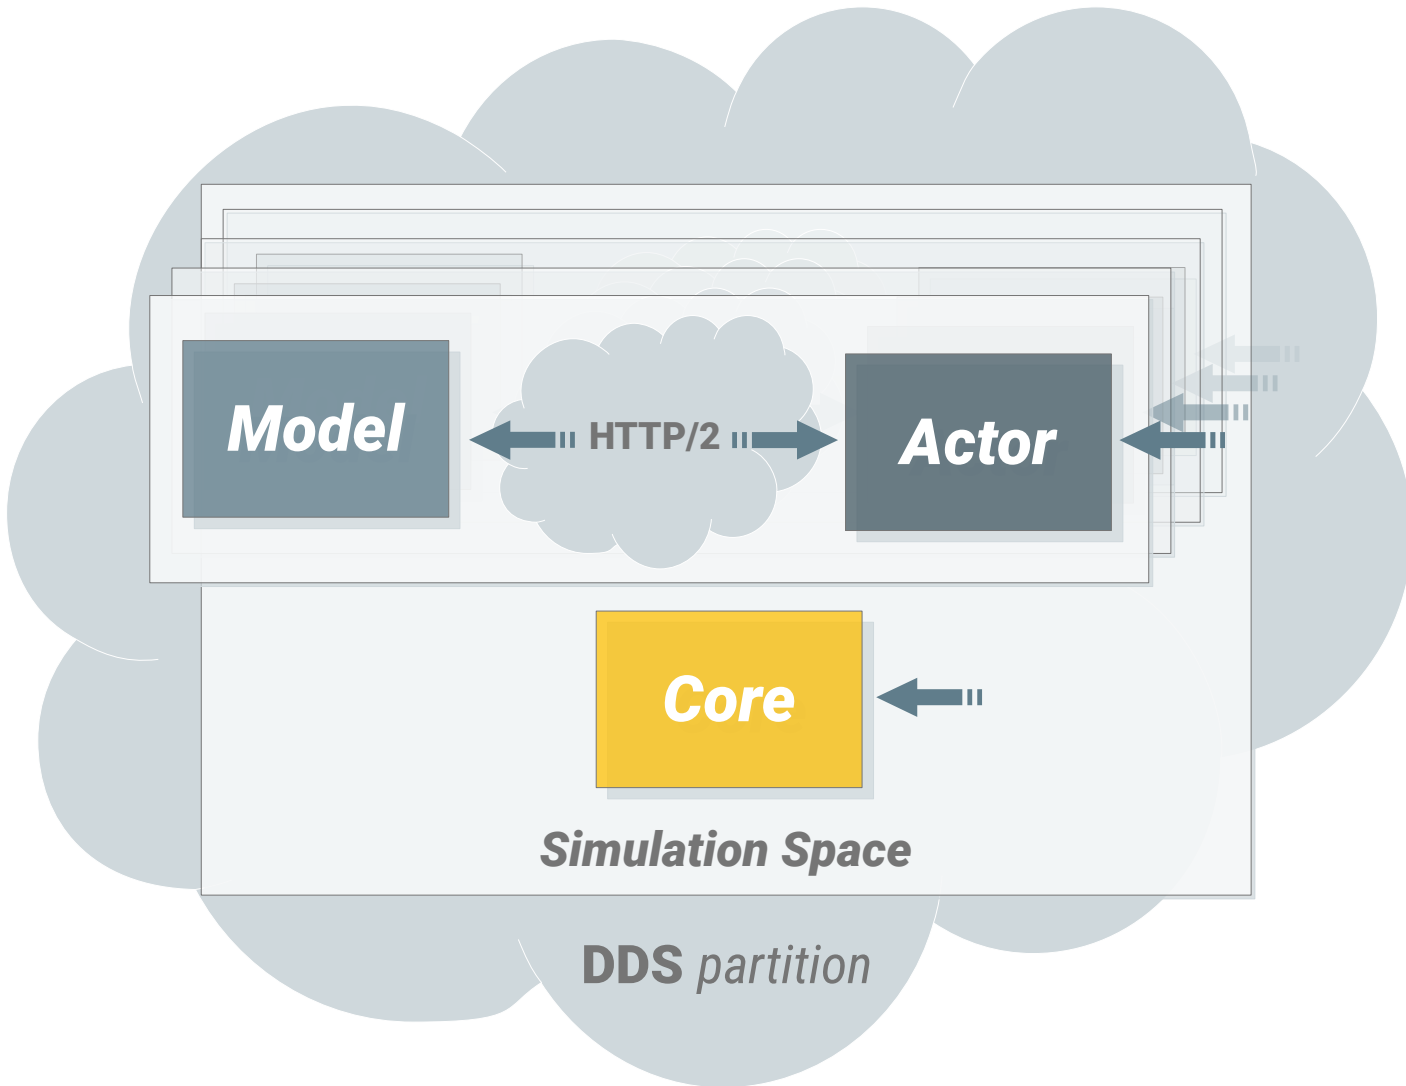 Model
HTTP/2
Actor
Core
Simulation Space
DDS partition